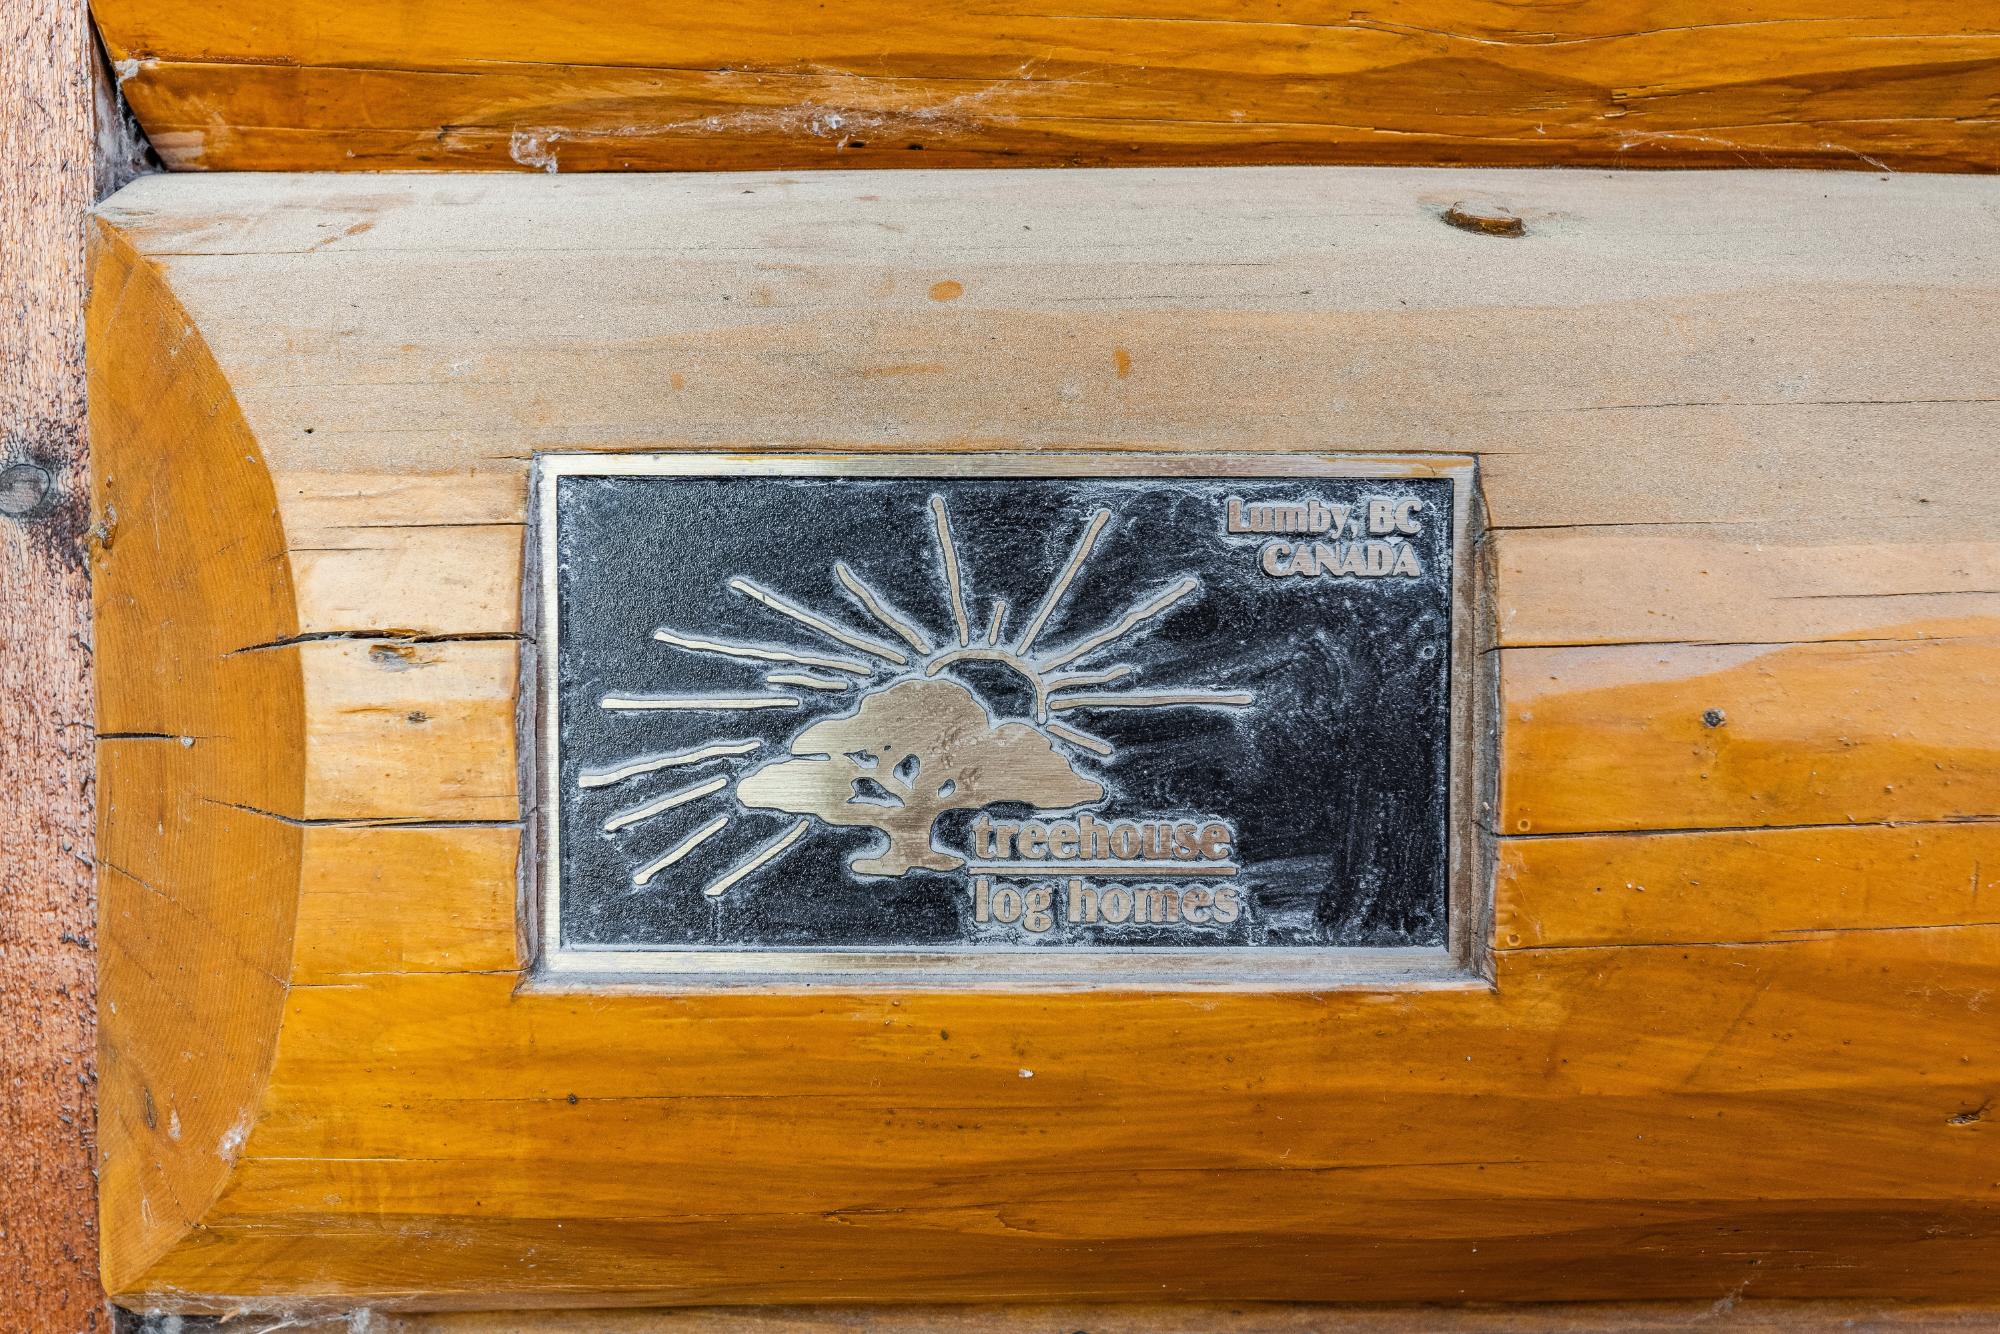 Lumby, BC
CANADA
treehouse
log homes